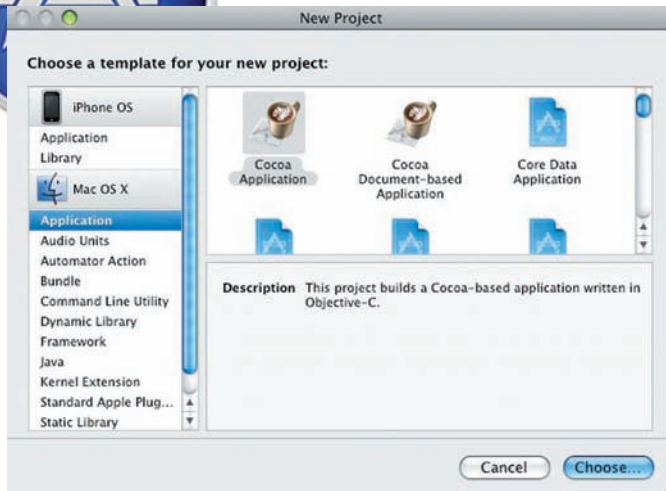 New Project
Choose a template for your new project:
iPhone OS
Application
Library
Mac OS X
Application
Audio Units
Automator Action
Bundle
Command Line Utility
Dynamic Library
Framework
Java
Kernel Extension
Standard Apple Plug...
Static Library
Cocoa
Application
Cocoa
Document-based
Application
Core Data
Application
Description This project builds a Cocoa-based application written in
Objective-C.
Cancel
Choose...